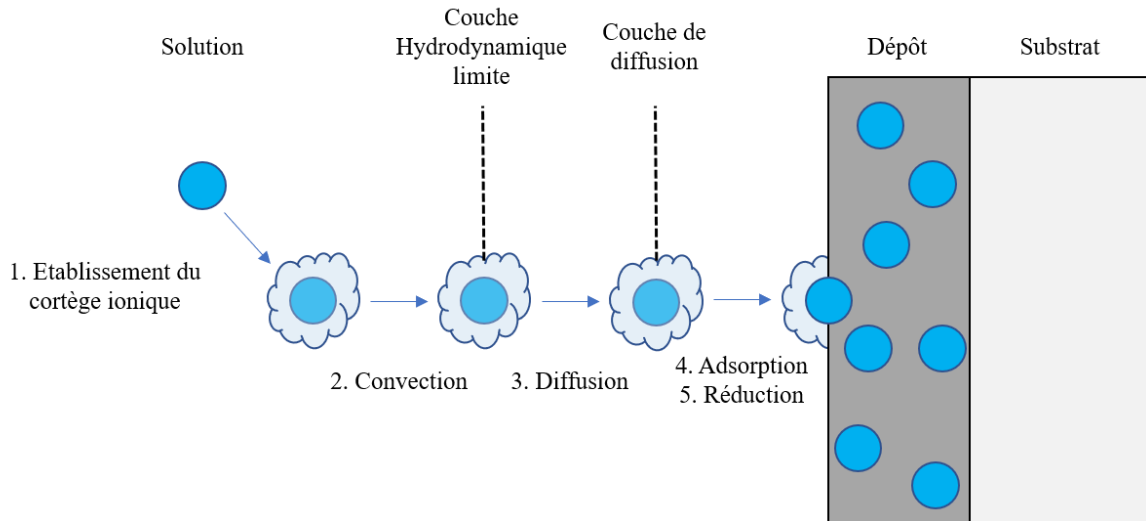 Solution
Couche
Hydrodynamique
limite
Couche de
diffusion
Dépôt
Substrat
1. Etablissement du
cortège ionique
2. Convection
3. Diffusion
4. Adsorption
5. Réduction